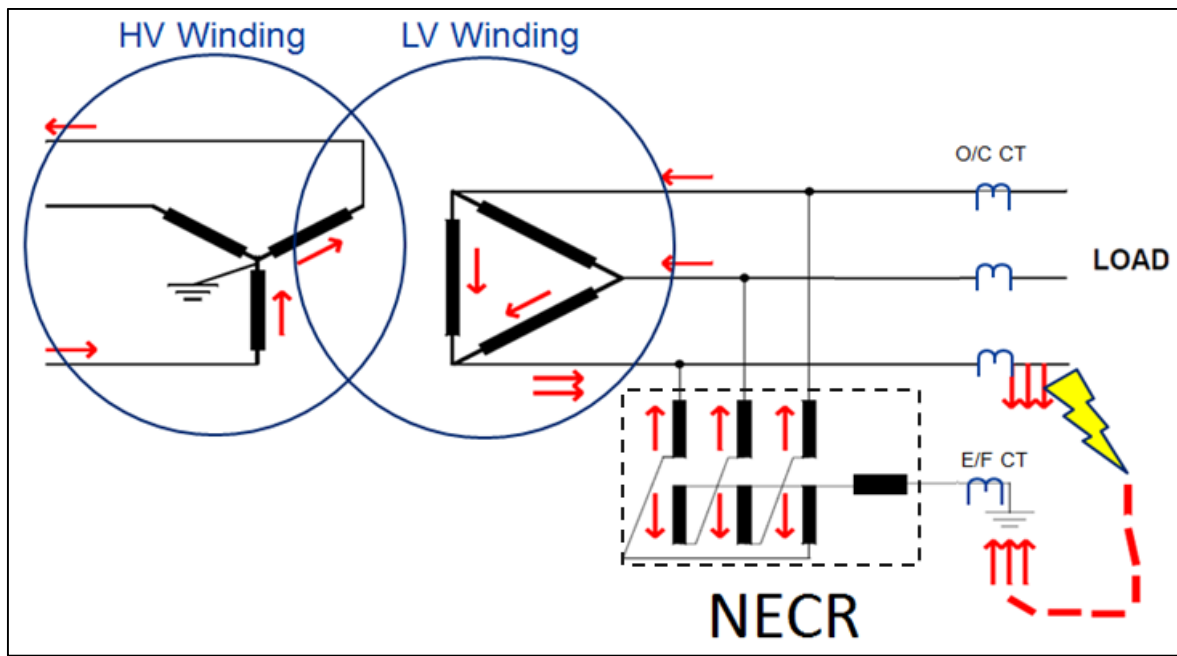 HV Winding
LV Winding
O/C CT
LOAD
E/F CT
NECR